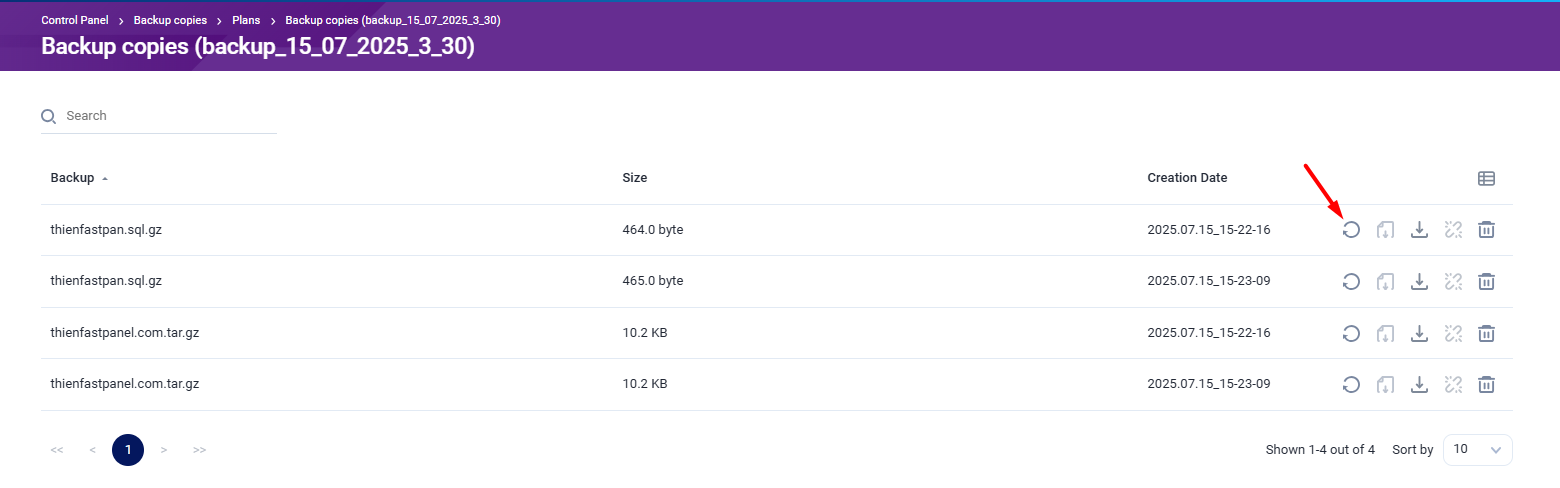 Control Panel > Backup copies > Plans > Backup copies (backup_15_07_2025_3_30)
Backup copies (backup_15_07_2025_3_30)
Search
Backup Size Creation Date
thienfastpan.sql.gz 464.0 byte 2025.07.15_15-22-16
thienfastpan.sql.gz 465.0 byte 2025.07.15_15-23-09
thienfastpanel.com.tar.gz 10.2 KB 2025.07.15_15-22-16
thienfastpanel.com.tar.gz 10.2 KB 2025.07.15_15-23-09
<< < 1 > >> Shown 1-4 out of 4 Sort by 10